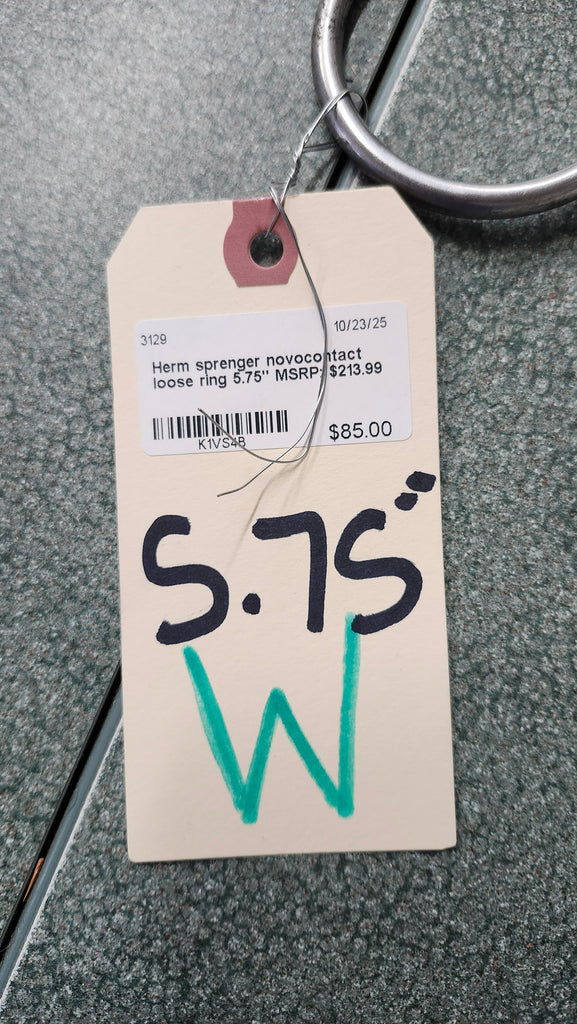 3129 10/23/25
Herm sprenger novocontact
loose ring 5.75" MSRP: $213.99
K1VS4B $85.00
5.75"
W